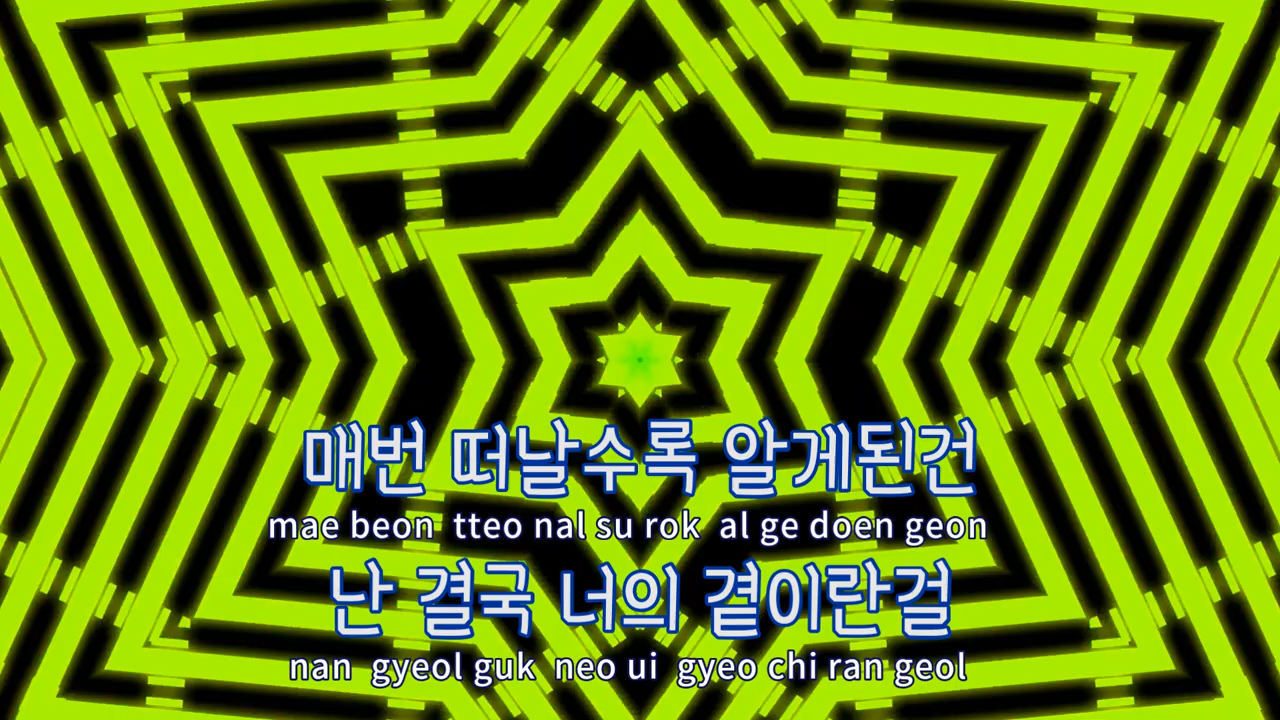 매번 떠날수록 알게된건
mae beon tteo nal su rok al ge doen geon
난 결국 너의 곁이란걸
nan gyeol guk neo ui gyeo chi ran geol